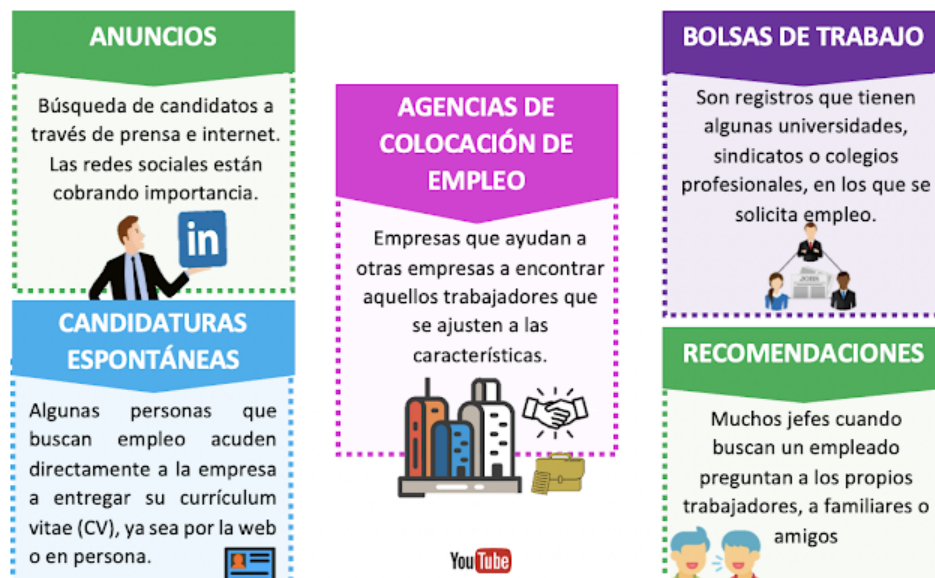 ANUNCIOS
Búsqueda de candidatos a
través de prensa e internet.
Las redes sociales están
cobrando importancia.
in
CANDIDATURAS
ESPONTÁNEAS
Algunas personas que
buscan empleo acuden
directamente a la empresa
a entregar su currículum
vitae (CV), ya sea por la web
o en persona.
AGENCIAS DE
COLOCACIÓN DE
EMPLEO
Empresas que ayudan a
otras empresas a encontrar
aquellos trabajadores que
se ajusten a las
características.
YouTube
BOLSAS DE TRABAJO
Son registros que tienen
algunas universidades,
sindicatos o colegios
profesionales, en los que se
solicita empleo.
JOBS
RECOMENDACIONES
Muchos jefes cuando
buscan un empleado
preguntan a los propios
trabajadores, a familiares o
amigos